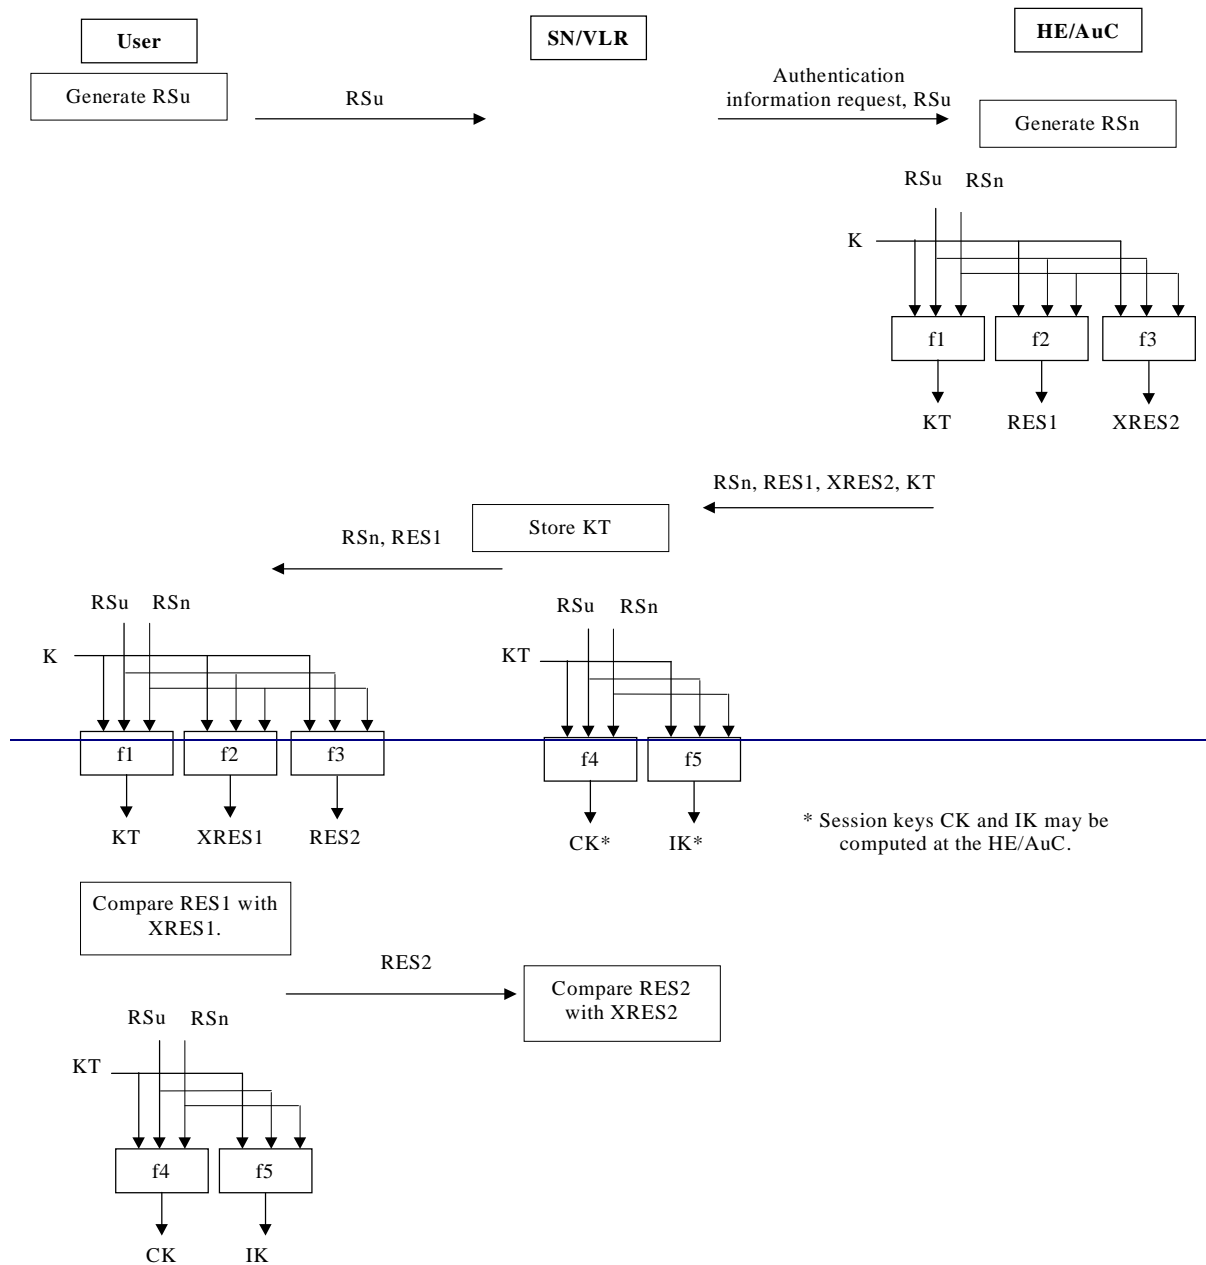 User
SN/VLR
HE/AuC
Generate RSu
RSu
Authentication
information request, RSu
Generate RSn
RSu
RSn
K
f1
f2
f3
KT
RES1
XRES2
RSn, RES1, XRES2, KT
Store KT
RSn, RES1
RSu
RSn
K
f1
f2
f3
KT
XRES1
RES2
RSu
RSn
KT
f4
f5
CK*
IK*
* Session keys CK and IK may be
computed at the HE/AuC.
Compare RES1 with
XRES1.
RES2
Compare RES2
with XRES2
RSu
RSn
KT
f4
f5
CK
IK